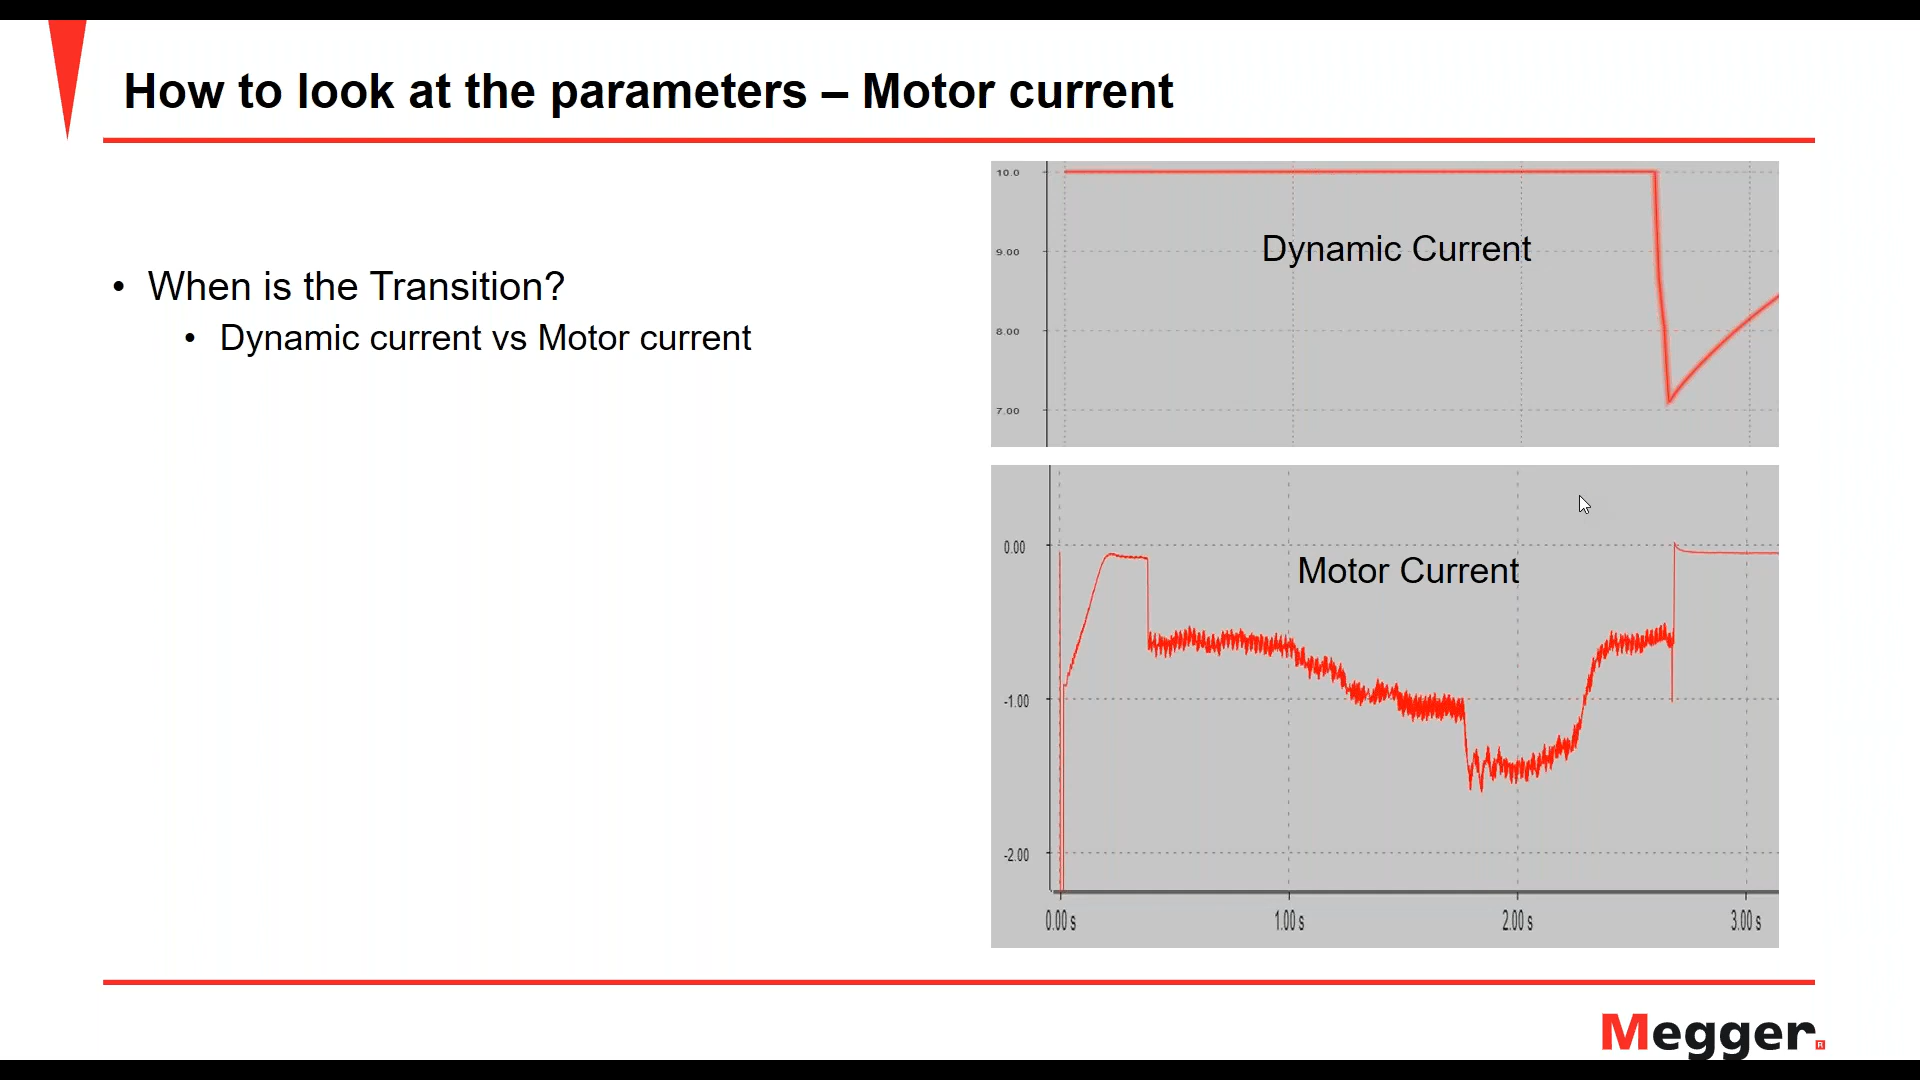 How to look at the parameters – Motor current
• When is the Transition?
• Dynamic current vs Motor current
10.0
9.00
Dynamic Current
8.00
7.00
0.00
Motor Current
-1.00
-2.00
0.00 s 1.00 s 2.00 s 3.00 s
Megger.